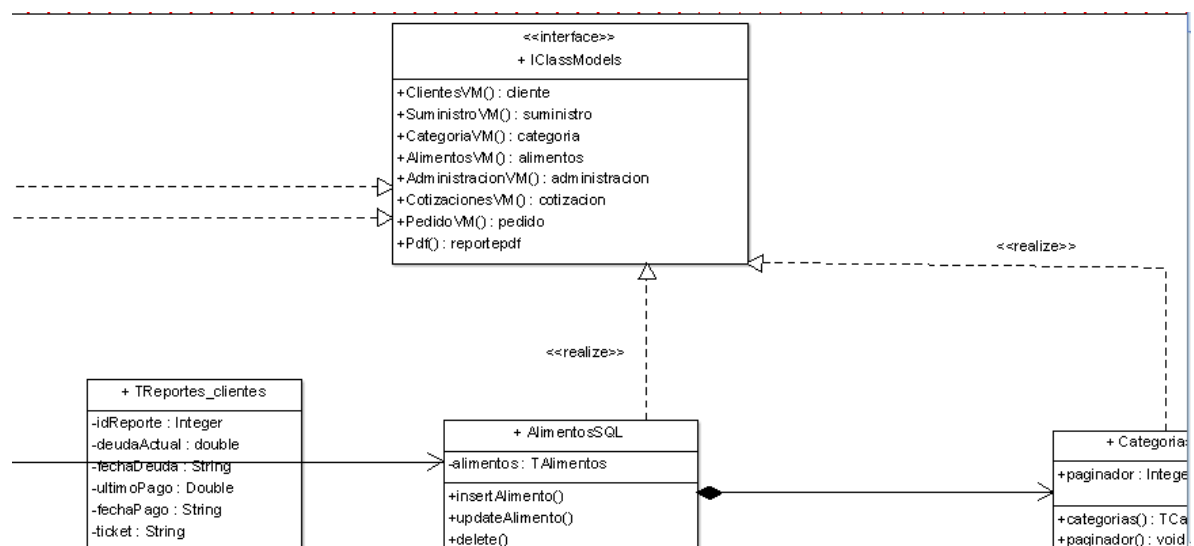 <<interface>>
+ IClassModels
+ClientesVM() : cliente
+SuministroVM() : suministro
+CategoriaVM() : categoria
+AlimentosVM() : alimentos
+AdministracionVM() : administracion
+CotizacionesVM() : cotizacion
+PedidoVM() : pedido
+Pdf() : reportepdf
<<realize>>
<<realize>>
+ TReportes_clientes
-idReporte : Integer
-deudaActual : double
-fechaDeuda : String
-ultimoPago : Double
-fechaPago : String
-ticket : String
+ AlimentosSQL
-alimentos : TAlimentos
+insertAlimento()
+updateAlimento()
+delete()
+ Categorias
+paginador : Intege
+categorias() : TCa
+paginador() : void